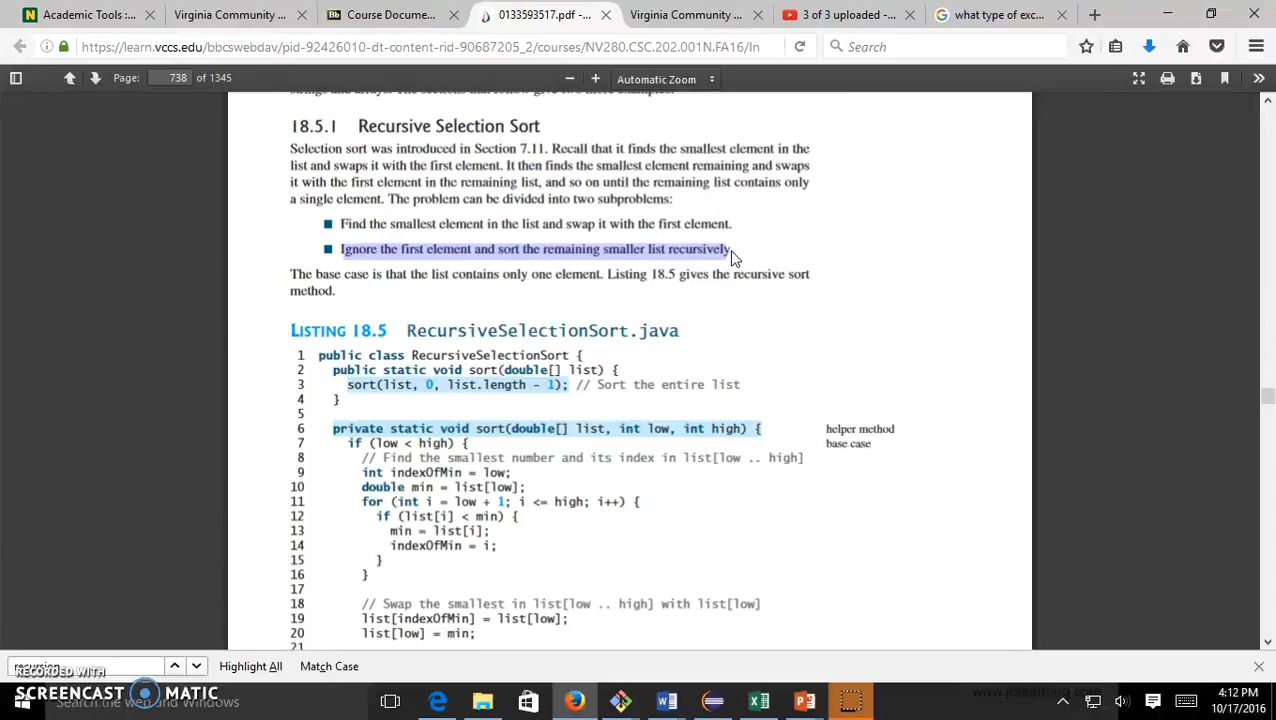 Academic Tools : ...
Virginia Community ...
Course Documen...
0133593517.pdf - ...
Virginia Community ...
3 of 3 uploaded - ...
what type of exc...
https://learn.vccs.edu/bbcswebdav/pid-92426010-dt-content-rid-90687205_2/courses/NV280.CSC.202.001N.FA16/In
Search
Page: 738 of 1345
Automatic Zoom
strings and arrays. The sections that follow give two more examples.
18.5.1 Recursive Selection Sort
Selection sort was introduced in Section 7.11. Recall that it finds the smallest element in the
list and swaps it with the first element. It then finds the smallest element remaining and swaps
it with the first element in the remaining list, and so on until the remaining list contains only
a single element. The problem can be divided into two subproblems:
■ Find the smallest element in the list and swap it with the first element.
■ Ignore the first element and sort the remaining smaller list recursively.
The base case is that the list contains only one element. Listing 18.5 gives the recursive sort
method.
LISTING 18.5 RecursiveSelectionSort.java
1 public class RecursiveSelectionSort {
2 public static void sort(double[] list) {
3 sort(list, 0, list.length - 1); // Sort the entire list
4 }
5
6 private static void sort(double[] list, int low, int high) { helper method
7 if (low < high) { base case
8 // Find the smallest number and its index in list[low .. high]
9 int indexOfMin = low;
10 double min = list[low];
11 for (int i = low + 1; i <= high; i++) {
12 if (list[i] < min) {
13 min = list[i];
14 indexOfMin = i;
15 }
16 }
17
18 // Swap the smallest in list[low .. high] with list[low]
19 list[indexOfMin] = list[low];
20 list[low] = min;
21
Highlight All
Match Case
RECORDED WITH
SCREENCAST MATIC
Search the web and Windows
4:12 PM
10/17/2016